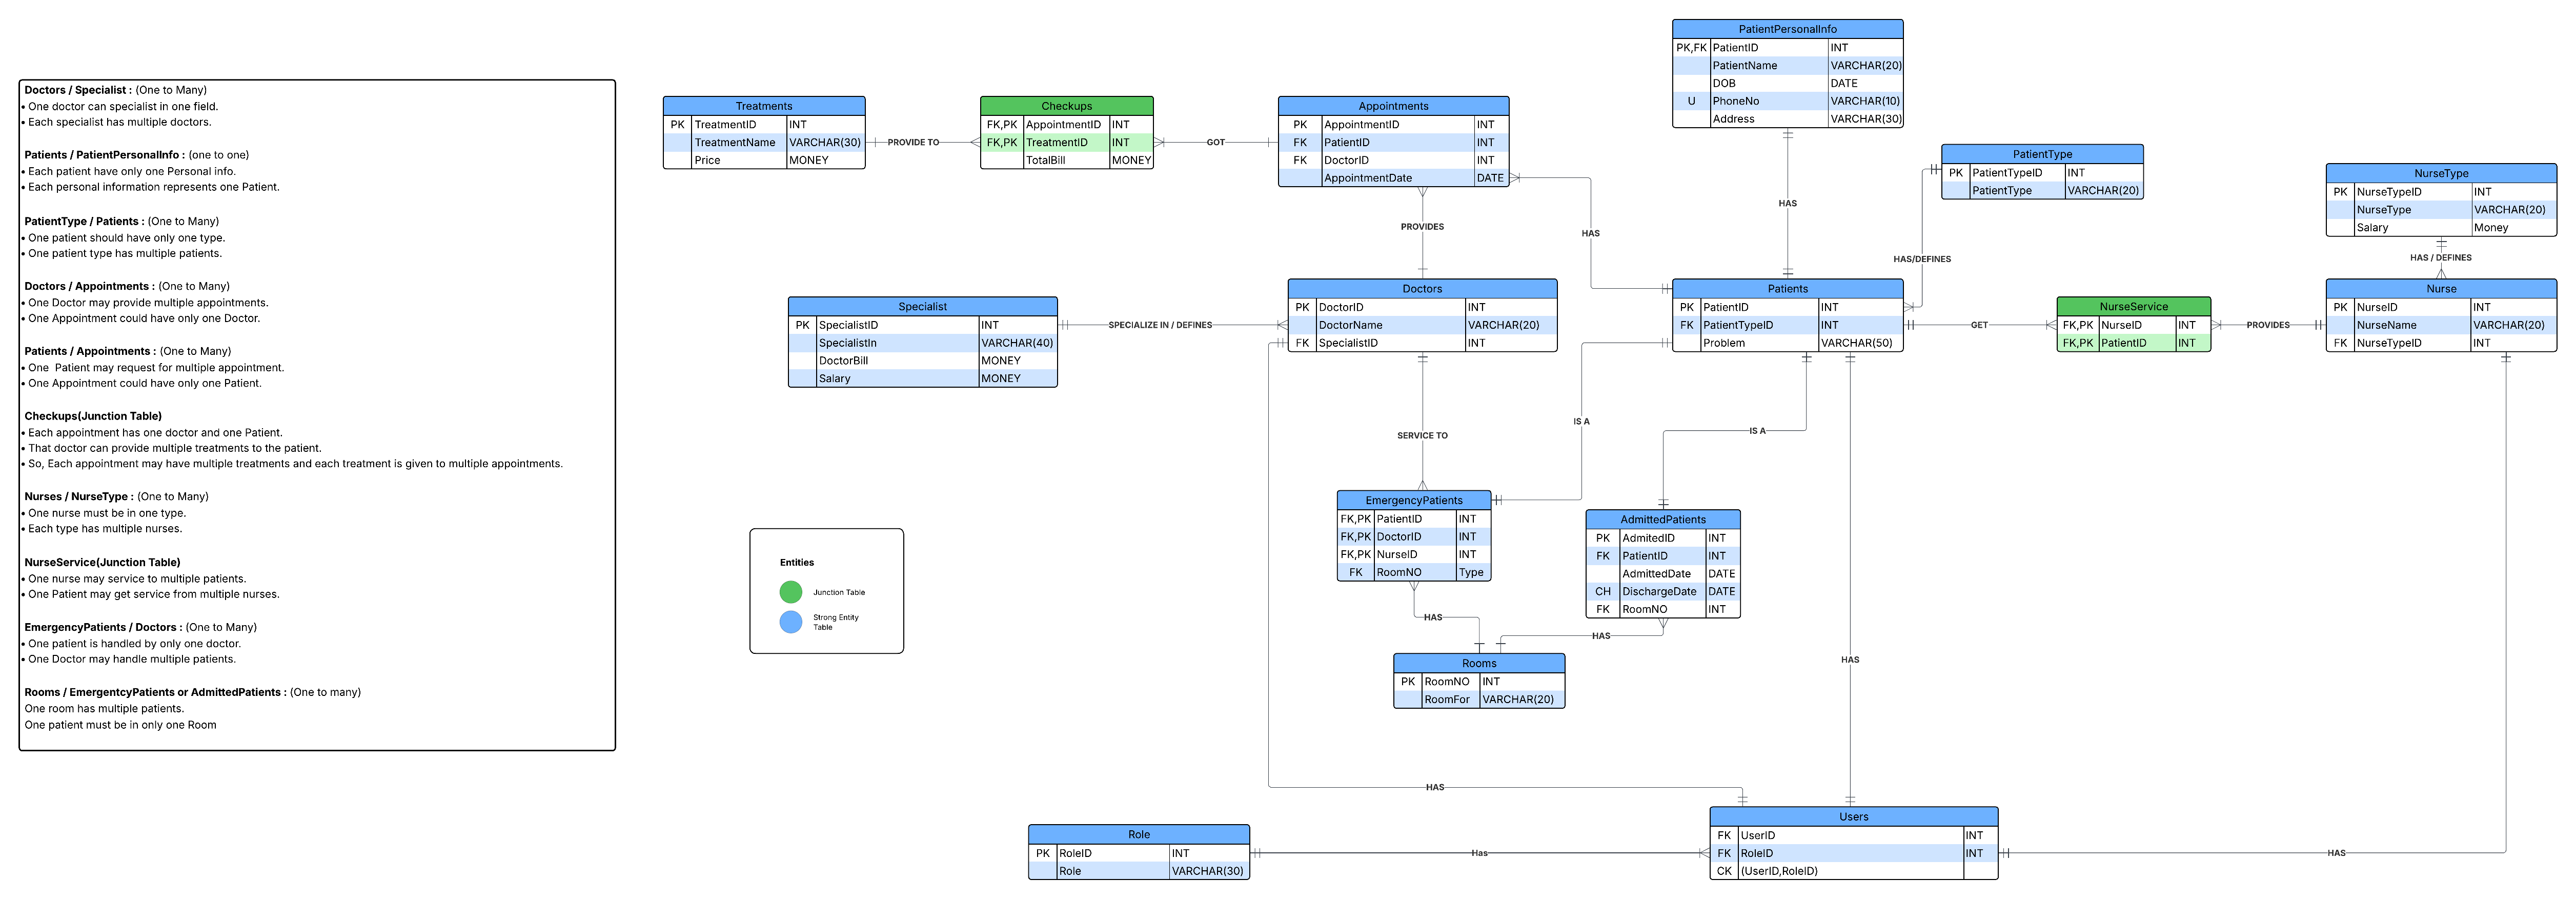 Doctors / Specialist : (One to Many)
• One doctor can specialist in one field.
• Each specialist has multiple doctors.
Patients / PatientPersonalInfo : (one to one)
• Each patient have only one Personal info.
• Each personal information represents one Patient.
PatientType / Patients : (One to Many)
• One patient should have only one type.
• One patient type has multiple patients.
Doctors / Appointments : (One to Many)
• One Doctor may provide multiple appointments.
• One Appointment could have only one Doctor.
Patients / Appointments : (One to Many)
• One  Patient may request for multiple appointment.
• One Appointment could have only one Patient.
Checkups(Junction Table)
• Each appointment has one doctor and one Patient.
• That doctor can provide multiple treatments to the patient.
• So, Each appointment may have multiple treatments and each treatment is given to multiple appointments.
Nurses / NurseType : (One to Many)
• One nurse must be in one type.
• Each type has multiple nurses.
NurseService(Junction Table)
• One nurse may service to multiple patients.
• One Patient may get service from multiple nurses.
EmergencyPatients / Doctors : (One to Many)
• One patient is handled by only one doctor.
• One Doctor may handle multiple patients.
Rooms / EmergentcyPatients or AdmittedPatients : (One to many)
One room has multiple patients.
One patient must be in only one Room
Treatments
PK TreatmentID INT
TreatmentName VARCHAR(30)
Price MONEY
PROVIDE TO
Checkups
FK,PK AppointmentID INT
FK,PK TreatmentID INT
TotalBill MONEY
GOT
Appointments
PK AppointmentID INT
FK PatientID INT
FK DoctorID INT
AppointmentDate DATE
PROVIDES
HAS
PatientPersonalInfo
PK,FK PatientID INT
PatientName VARCHAR(20)
DOB DATE
U PhoneNo VARCHAR(10)
Address VARCHAR(30)
HAS
PatientType
PK PatientTypeID INT
PatientType VARCHAR(20)
HAS/DEFINES
NurseType
PK NurseTypeID INT
NurseType VARCHAR(20)
Salary Money
HAS / DEFINES
Specialist
PK SpecialistID INT
SpecialistIn VARCHAR(40)
DoctorBill MONEY
Salary MONEY
SPECIALIZE IN / DEFINES
Doctors
PK DoctorID INT
DoctorName VARCHAR(20)
FK SpecialistID INT
Patients
PK PatientID INT
FK PatientTypeID INT
Problem VARCHAR(50)
GET
NurseService
FK,PK NurseID INT
FK,PK PatientID INT
PROVIDES
Nurse
PK NurseID INT
NurseName VARCHAR(20)
FK NurseTypeID INT
SERVICE TO
IS A
IS A
Entities
Junction Table
Strong Entity
Table
EmergencyPatients
FK,PK PatientID INT
FK,PK DoctorID INT
FK,PK NurseID INT
FK RoomNO Type
AdmittedPatients
PK AdmitedID INT
FK PatientID INT
AdmittedDate DATE
CH DischargeDate DATE
FK RoomNO INT
HAS
HAS
Rooms
PK RoomNO INT
RoomFor VARCHAR(20)
HAS
HAS
Role
PK RoleID INT
Role VARCHAR(30)
Has
Users
FK UserID INT
FK RoleID INT
CK (UserID,RoleID)
HAS